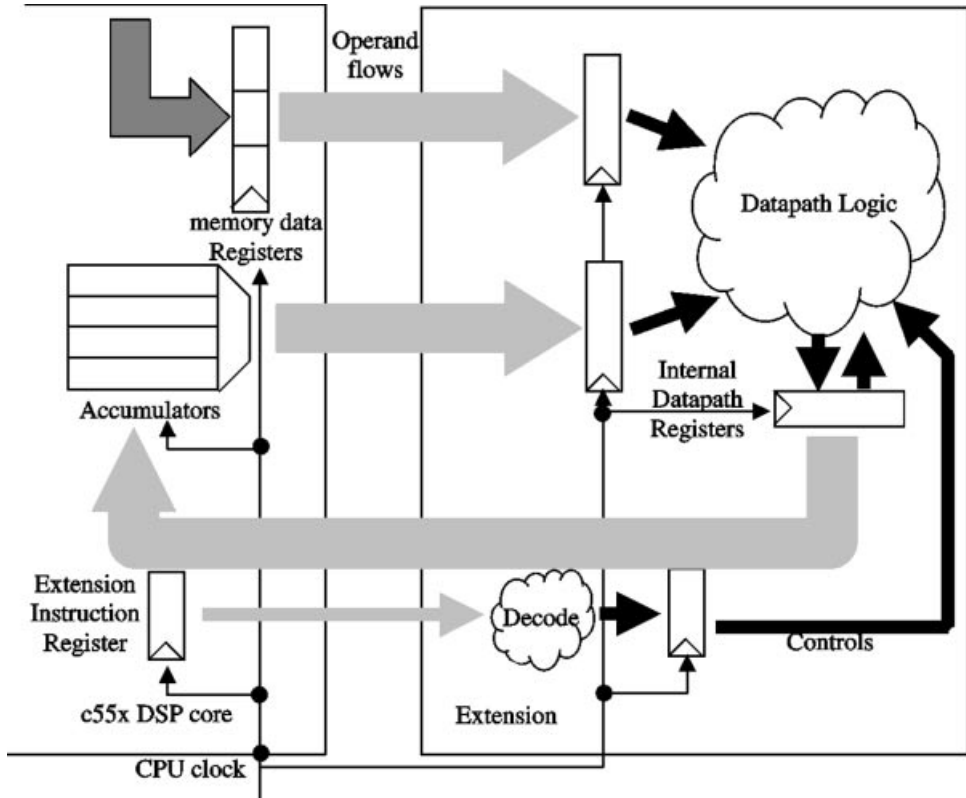 Operand
flows
memory data
Registers
Datapath Logic
Accumulators
Internal
Datapath
Registers
Extension
Instruction
Register
Decode
Controls
c55x DSP core
Extension
CPU clock